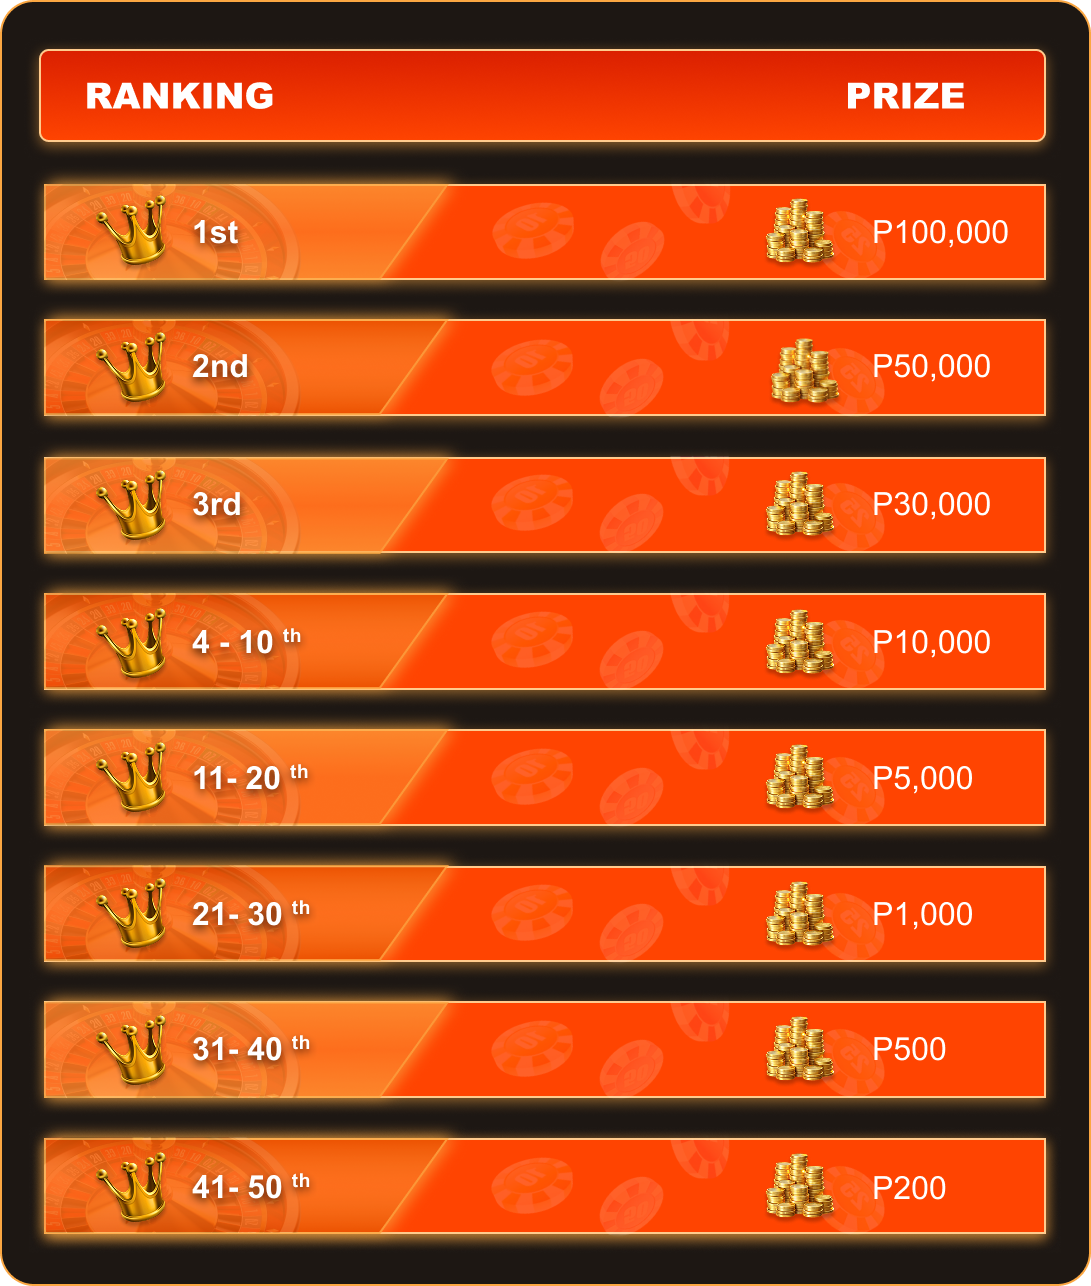 RANKING PRIZE
1st P100,000
2nd P50,000
3rd P30,000
4 - 10 th P10,000
11- 20 th P5,000
21- 30 th P1,000
31- 40 th P500
41- 50 th P200